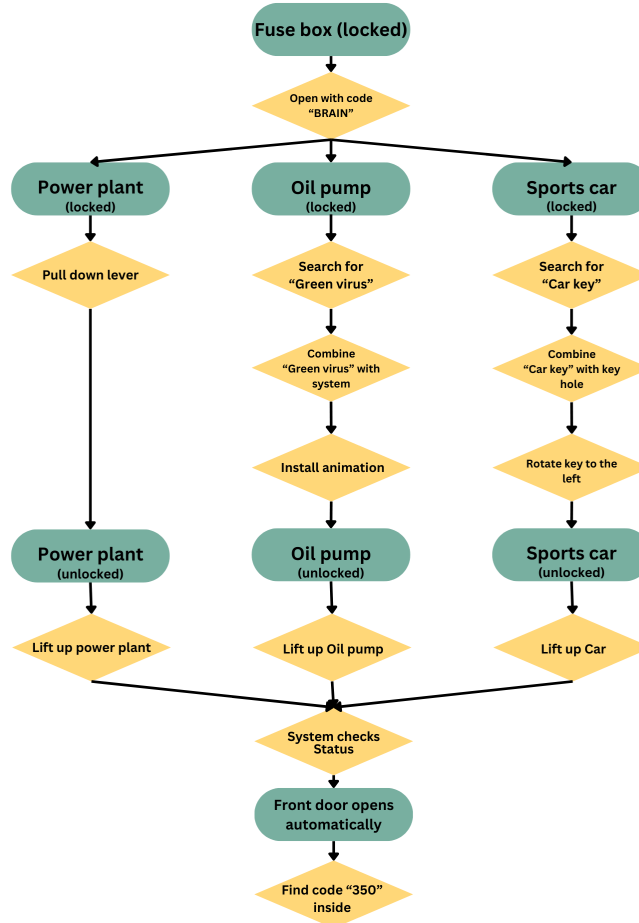 Fuse box (locked)
Open with code
“BRAIN”
Power plant
(locked)
Oil pump
(locked)
Sports car
(locked)
Pull down lever
Search for
“Green virus”
Search for
“Car key”
Combine
“Green virus” with
system
Combine
“Car key” with key
hole
Install animation
Rotate key to the
left
Power plant
(unlocked)
Oil pump
(unlocked)
Sports car
(unlocked)
Lift up power plant
Lift up Oil pump
Lift up Car
System checks
Status
Front door opens
automatically
Find code “350”
inside